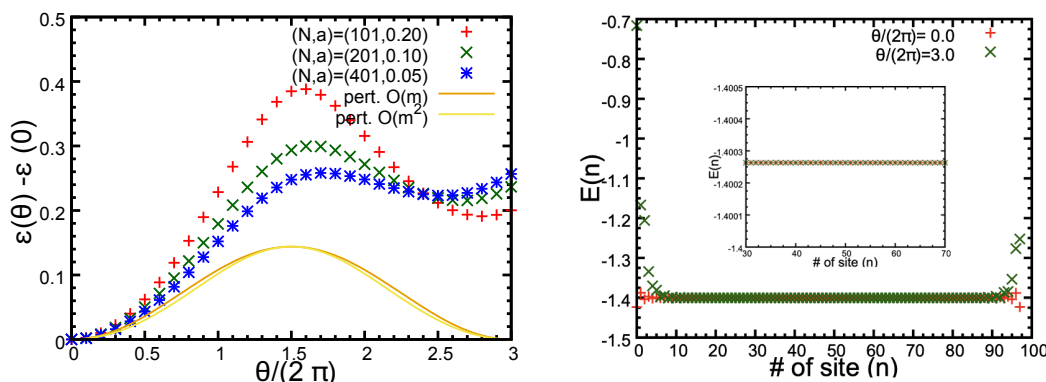 0.5
0.4
0.3
0.2
0.1
0
ε(θ) -ε (0)
(N,a)=(101,0.20)
(N,a)=(201,0.10)
(N,a)=(401,0.05)
pert. O(m)
pert. O(m²)
0 0.5 1 1.5 2 2.5 3
θ/(2 π)
-0.7
-0.8
-0.9
-1
-1.1
-1.2
-1.3
-1.4
-1.5
E(n)
θ/(2π)= 0.0
θ/(2π)=3.0
-1.4005
-1.4004
-1.4003
-1.4002
-1.4001
-1.4
E(n)
30 40 50 60 70
# of site (n)
0 10 20 30 40 50 60 70 80 90 100
# of site (n)